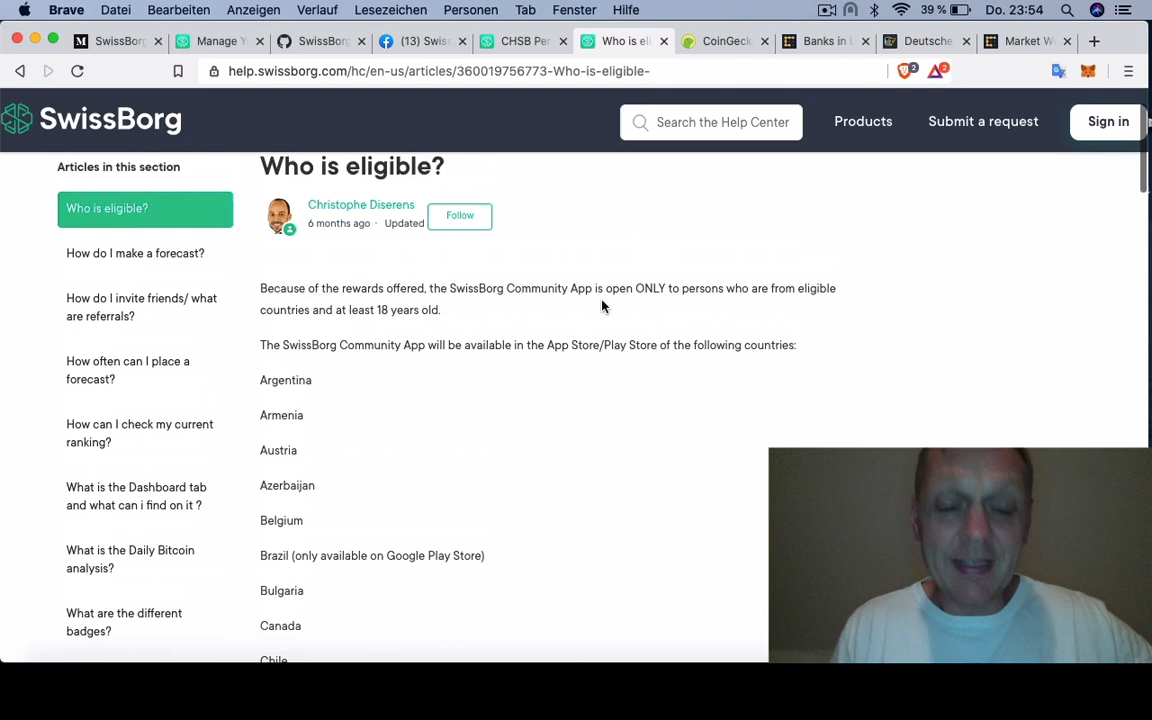 Brave Datei Bearbeiten Anzeigen Verlauf Lesezeichen Personen Tab Fenster Hilfe 39 % Do. 23:54
SwissBorg Manage Y SwissBor (13) Swiss CHSB Per Who is eli CoinGeck Banks in Deutsche Market W
help.swissborg.com/hc/en-us/articles/360019756773-Who-is-eligible- 2 2
SwissBorg Search the Help Center Products Submit a request Sign in
Articles in this section
Who is eligible?
How do I make a forecast?
How do I invite friends/ what
are referrals?
How often can I place a
forecast?
How can I check my current
ranking?
What is the Dashboard tab
and what can i find on it ?
What is the Daily Bitcoin
analysis?
What are the different
badges?
Who is eligible?
Christophe Diserens
6 months ago · Updated
Follow
Because of the rewards offered, the SwissBorg Community App is open ONLY to persons who are from eligible
countries and at least 18 years old.
The SwissBorg Community App will be available in the App Store/Play Store of the following countries:
Argentina
Armenia
Austria
Azerbaijan
Belgium
Brazil (only available on Google Play Store)
Bulgaria
Canada
Chile